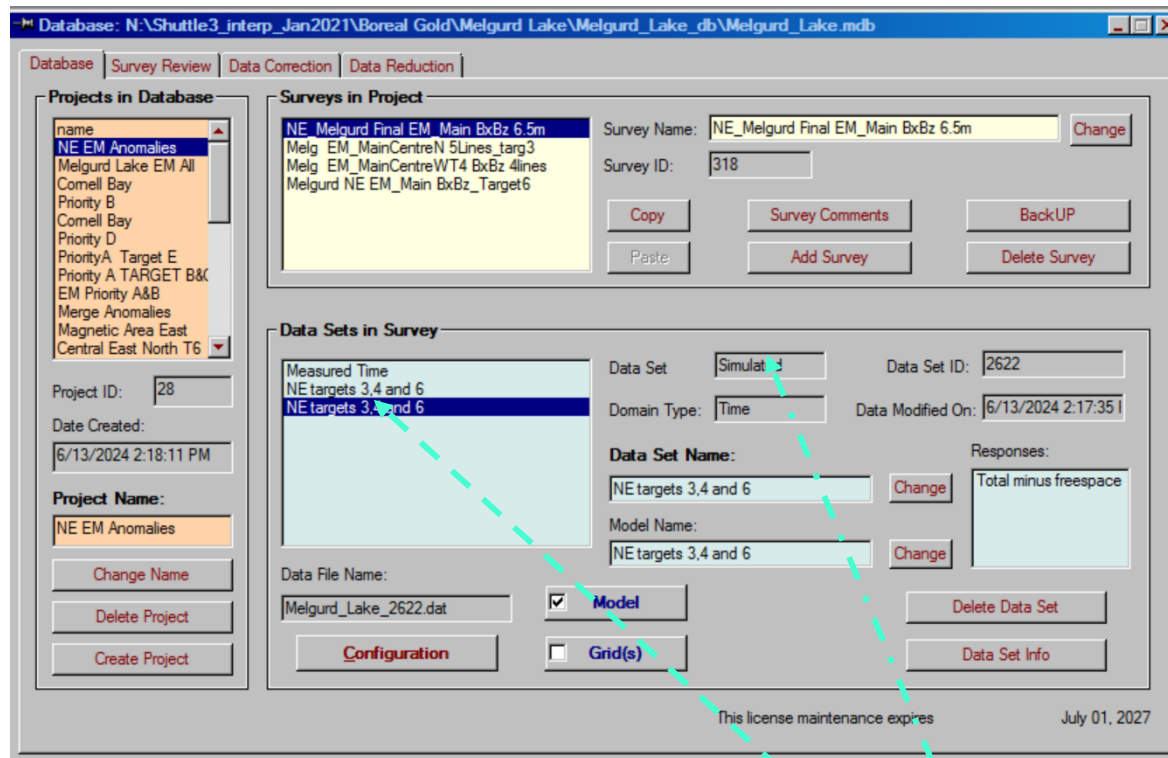 Database: N:\Shuttle3_interp_Jan2021\Boreal Gold\Melgurd Lake\Melgurd_Lake_db\Melgurd_Lake.mdb
Database
Survey Review
Data Correction
Data Reduction
Projects in Database
name
NE EM Anomalies
Melgurd Lake EM All
Cornell Bay
Priority B
Cornell Bay
Priority D
PriorityA Target E
Priority A TARGET B&C
EM Priority A&B
Merge Anomalies
Magnetic Area East
Central East North T6
Project ID: 28
Date Created:
6/13/2024 2:18:11 PM
Project Name:
NE EM Anomalies
Change Name
Delete Project
Create Project
Surveys in Project
NE_Melgurd Final EM_Main BxBz 6.5m
Melg EM_MainCentreN 5Lines_targ3
Melg EM_MainCentreWT4 BxBz 4lines
Melgurd NE EM_Main BxBz_Target6
Survey Name: NE_Melgurd Final EM_Main BxBz 6.5m Change
Survey ID: 318
Copy Survey Comments BackUP
Paste Add Survey Delete Survey
Data Sets in Survey
Measured Time
NE targets 3,4 and 6
NE targets 3,4 and 6
Data File Name:
Melgurd_Lake_2622.dat
Configuration
Model
Grid(s)
Data Set Simulated Data Set ID: 2622
Domain Type: Time Data Modified On: 6/13/2024 2:17:35
Data Set Name:
NE targets 3,4 and 6 Change
Model Name:
NE targets 3,4 and 6 Change
Responses:
Total minus freespace
Delete Data Set
Data Set Info
This license maintenance expires July 01, 2027